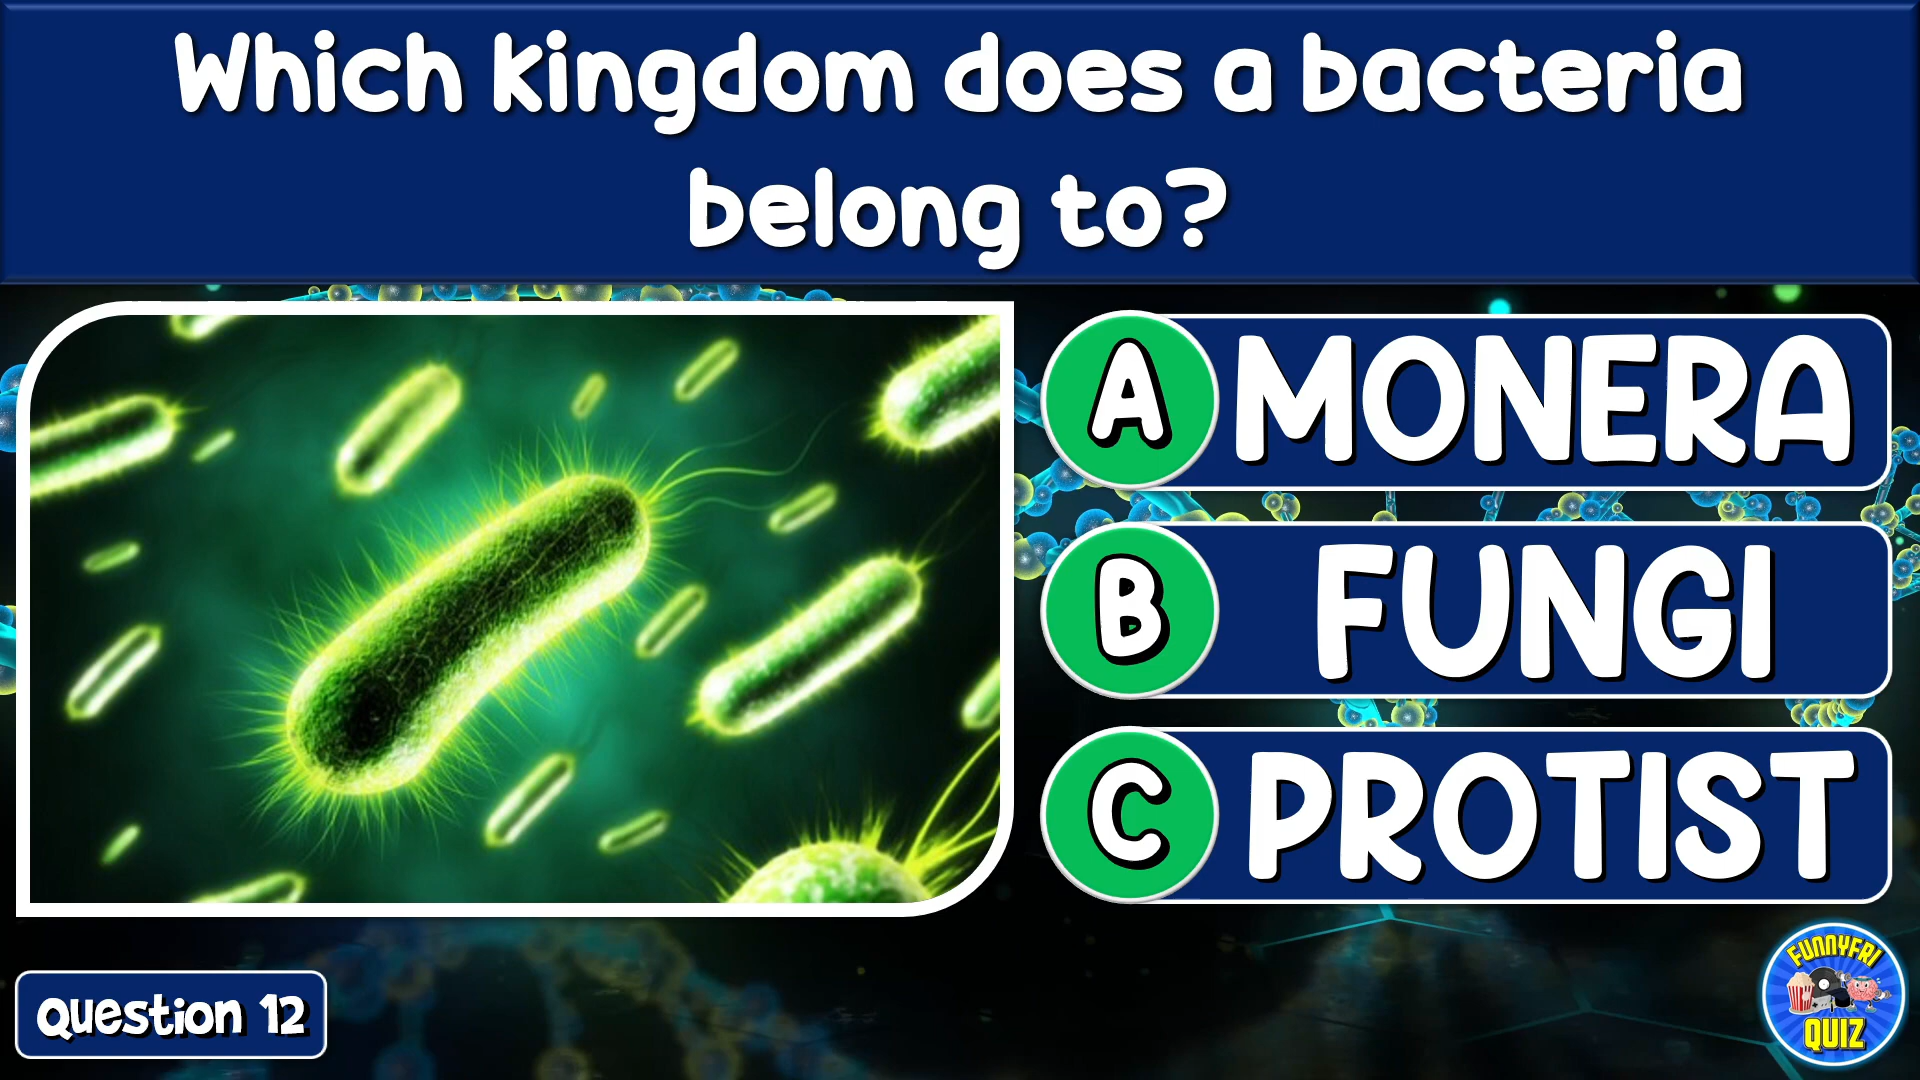 Which kingdom does a bacteria
belong to?
A MONERA
B FUNGI
C PROTIST
Question 12
FUNNYFRI
QUIZ